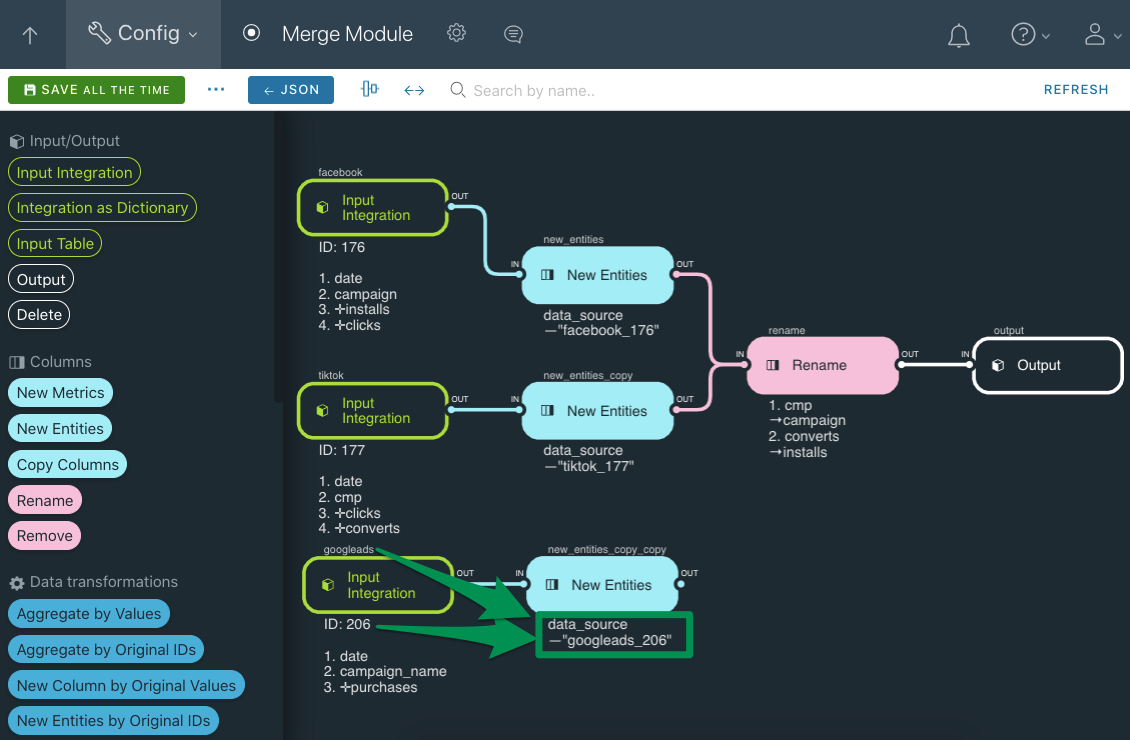 Config
Merge Module
SAVE ALL THE TIME
...
← JSON
Search by name..
REFRESH
Input/Output
Input Integration
Integration as Dictionary
Input Table
Output
Delete
Columns
New Metrics
New Entities
Copy Columns
Rename
Remove
Data transformations
Aggregate by Values
Aggregate by Original IDs
New Column by Original Values
New Entities by Original IDs
facebook
Input
Integration
OUT
ID: 176
1. date
2. campaign
3. ✛installs
4. ✛clicks
new_entities
IN
New Entities
OUT
data_source
—"facebook_176"
tiktok
Input
Integration
OUT
ID: 177
1. date
2. cmp
3. ✛clicks
4. ✛converts
new_entities_copy
IN
New Entities
OUT
data_source
—"tiktok_177"
rename
IN
Rename
OUT
1. cmp
→campaign
2. converts
→installs
output
IN
Output
googleads
Input
Integration
OUT
ID: 206
1. date
2. campaign_name
3. ✛purchases
new_entities_copy_copy
IN
New Entities
OUT
data_source
—"googleads_206"